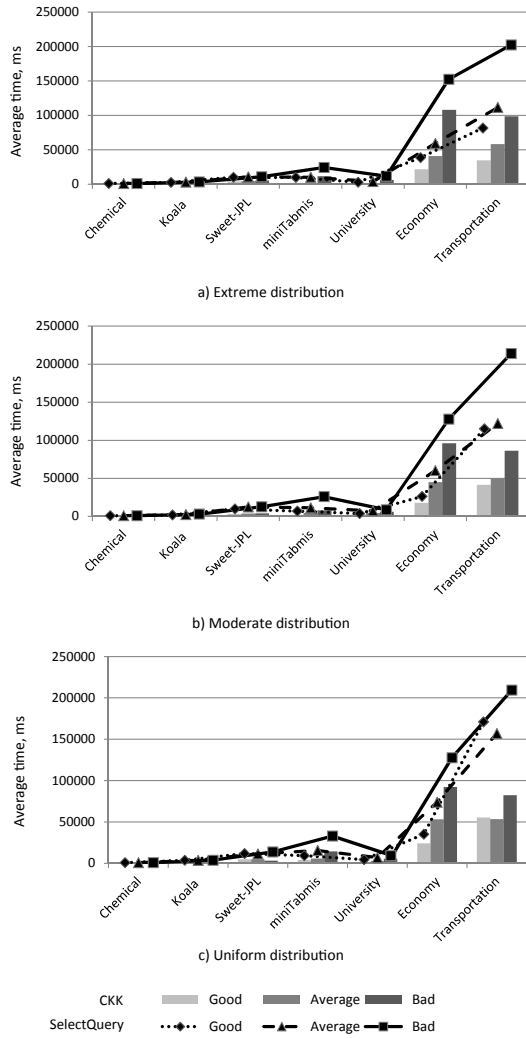 250000
200000
150000
100000
50000
0
Average time, ms
Chemical
Koala
Sweet-JPL
miniTabmis
University
Economy
Transportation
a) Extreme distribution
250000
200000
150000
100000
50000
0
Average time, ms
Chemical
Koala
Sweet-JPL
miniTabmis
University
Economy
Transportation
b) Moderate distribution
250000
200000
150000
100000
50000
0
Average time, ms
Chemical
Koala
Sweet-JPL
miniTabmis
University
Economy
Transportation
c) Uniform distribution
CKK Good Average Bad
SelectQuery Good Average Bad